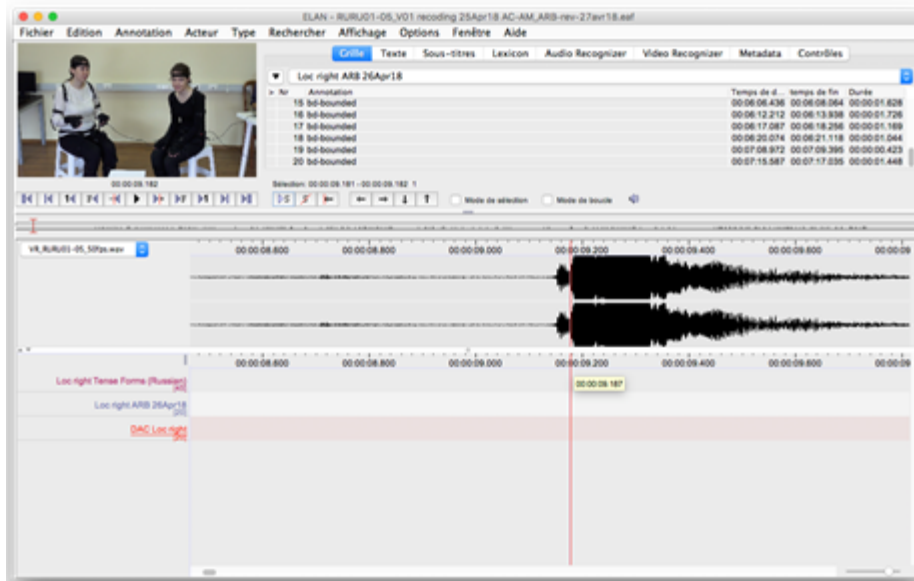 ELAN - RURU01-05_V01 recoding 25Apr18 AC-AM_ARB-rev-27avr18.eaf
Fichier Edition Annotation Acteur Type Rechercher Affichage Options Fenêtre Aide
Grille Texte Sous-titres Lexicon Audio Recognizer Video Recognizer Metadata Contrôles
Loc right ARB 26Apr18
> Nr Annotation Temps de d... temps de fin Durée
15 bd-bounded 00:06:06.436 00:06:08.064 00:00:01.628
16 bd-bounded 00:06:12.212 00:06:13.938 00:00:01.726
17 bd-bounded 00:06:17.087 00:06:18.256 00:00:01.169
18 bd-bounded 00:06:20.074 00:06:21.118 00:00:01.044
19 bd-bounded 00:07:08.972 00:07:09.395 00:00:00.423
20 bd-bounded 00:07:15.587 00:07:17.035 00:00:01.448
00:00:09.182
Sélection: 00:00:09.181 - 00:00:09.182 1
Mode de sélection Mode de boucle
VR_RURU01-05_50fps.wav
00:00:08.600 00:00:08.800 00:00:09.000 00:00:09.200 00:00:09.400 00:00:09.600 00:00:09
00:00:08.600 00:00:08.800 00:00:09.000 00:00:09.200 00:00:09.400 00:00:09.600 00:00:09
Loc right Tense Forms (Russian)
00:00:09.187
Loc right ARB 26Apr18
DAC Loc right